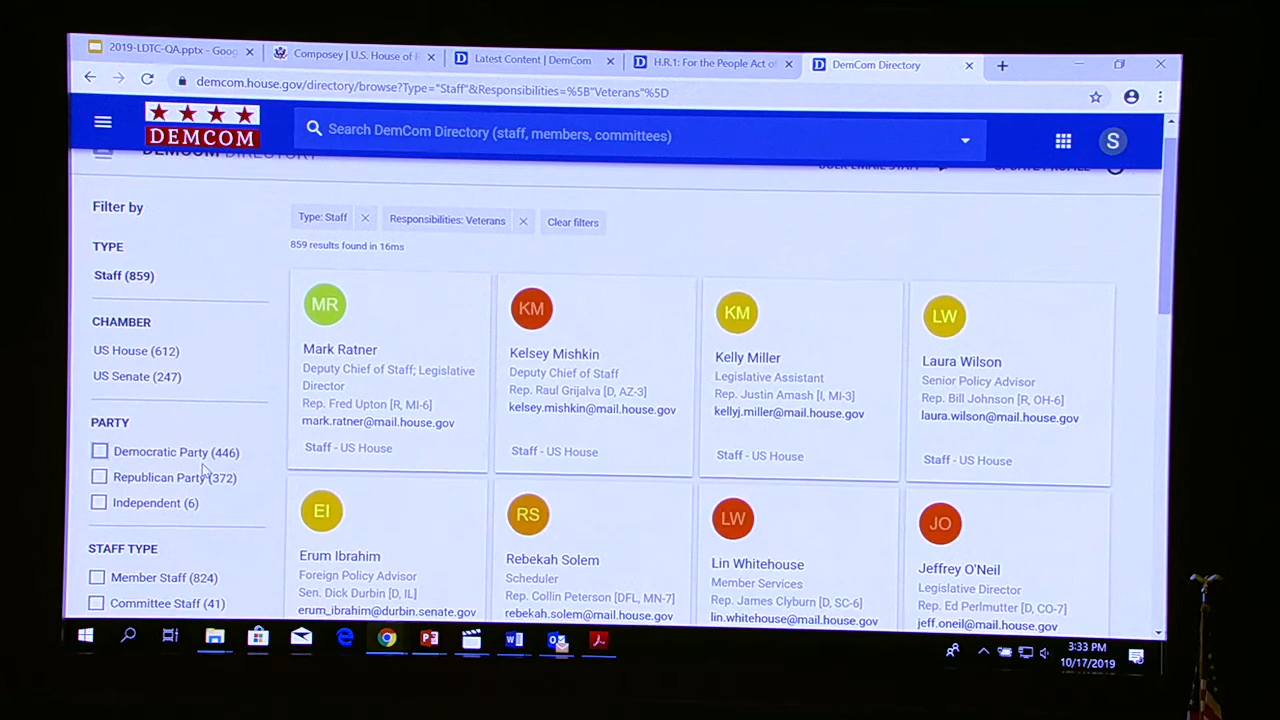 2019-LDTC-QA.pptx - Goog
Composey | U.S. House of
Latest Content | DemCom
H.R.1: For the People Act of
DemCom Directory
demcom.house.gov/directory/browse?Type="Staff"&Responsibilities=%5B"Veterans"%5D
DEMCOM
Search DemCom Directory (staff, members, committees)
S
DEMCOM DIRECTORY
BULK EMAIL STAFF
UPDATE PROFILE
Filter by
TYPE
Staff (859)
CHAMBER
US House (612)
US Senate (247)
PARTY
Democratic Party (446)
Republican Party (372)
Independent (6)
STAFF TYPE
Member Staff (824)
Committee Staff (41)
Type: Staff
Responsibilities: Veterans
Clear filters
859 results found in 16ms
MR
Mark Ratner
Deputy Chief of Staff; Legislative
Director
Rep. Fred Upton [R, MI-6]
mark.ratner@mail.house.gov
Staff - US House
KM
Kelsey Mishkin
Deputy Chief of Staff
Rep. Raul Grijalva [D, AZ-3]
kelsey.mishkin@mail.house.gov
Staff - US House
KM
Kelly Miller
Legislative Assistant
Rep. Justin Amash [I, MI-3]
kellyj.miller@mail.house.gov
Staff - US House
LW
Laura Wilson
Senior Policy Advisor
Rep. Bill Johnson [R, OH-6]
laura.wilson@mail.house.gov
Staff - US House
EI
Erum Ibrahim
Foreign Policy Advisor
Sen. Dick Durbin [D, IL]
erum_ibrahim@durbin.senate.gov
RS
Rebekah Solem
Scheduler
Rep. Collin Peterson [DFL, MN-7]
rebekah.solem@mail.house.gov
LW
Lin Whitehouse
Member Services
Rep. James Clyburn [D, SC-6]
lin.whitehouse@mail.house.gov
JO
Jeffrey O'Neil
Legislative Director
Rep. Ed Perlmutter [D, CO-7]
jeff.oneil@mail.house.gov
3:33 PM
10/17/2019